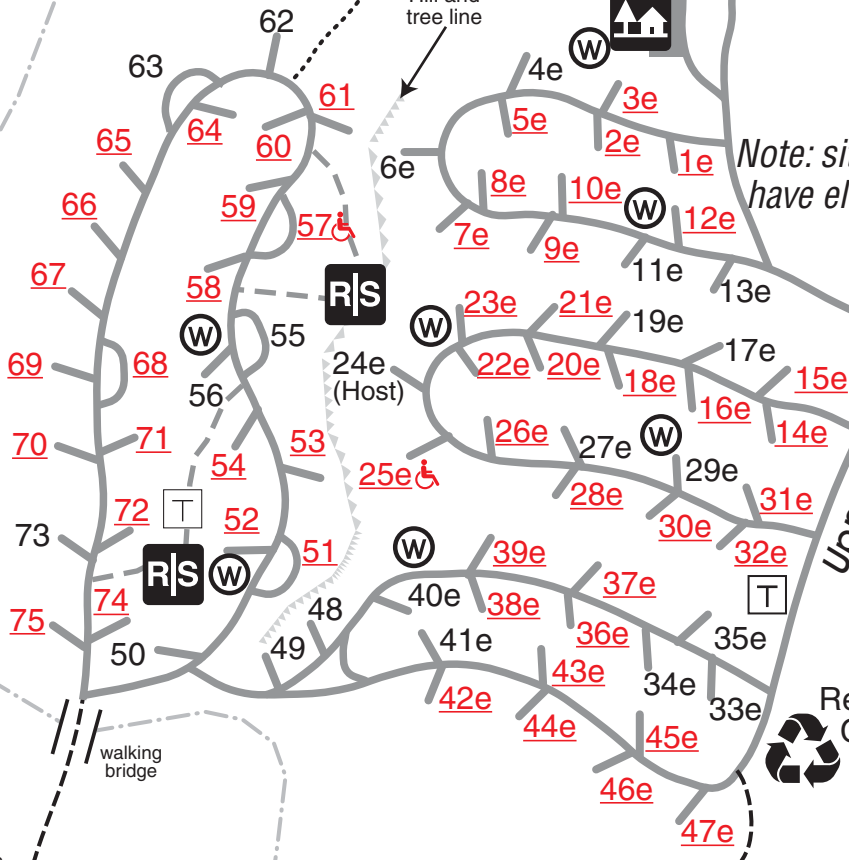 Hill and
tree line
62
63
W
4e
61
3e
64
5e
60
2e
65
6e
1e
Note: si
have el
8e
10e
59
66
57
W
12e
7e
9e
11e
67
58
R|S
13e
23e
21e
W
55
W
19e
17e
69
68
24e
(Host)
22e
20e
18e
15e
56
16e
14e
70
71
54
53
26e
27e
W
29e
25e
28e
31e
30e
72
T
52
73
51
W
39e
32e
R|S
W
40e
38e
37e
T
74
75
48
36e
35e
50
49
41e
34e
33e
43e
42e
44e
45e
Re
walking
bridge
46e
47e